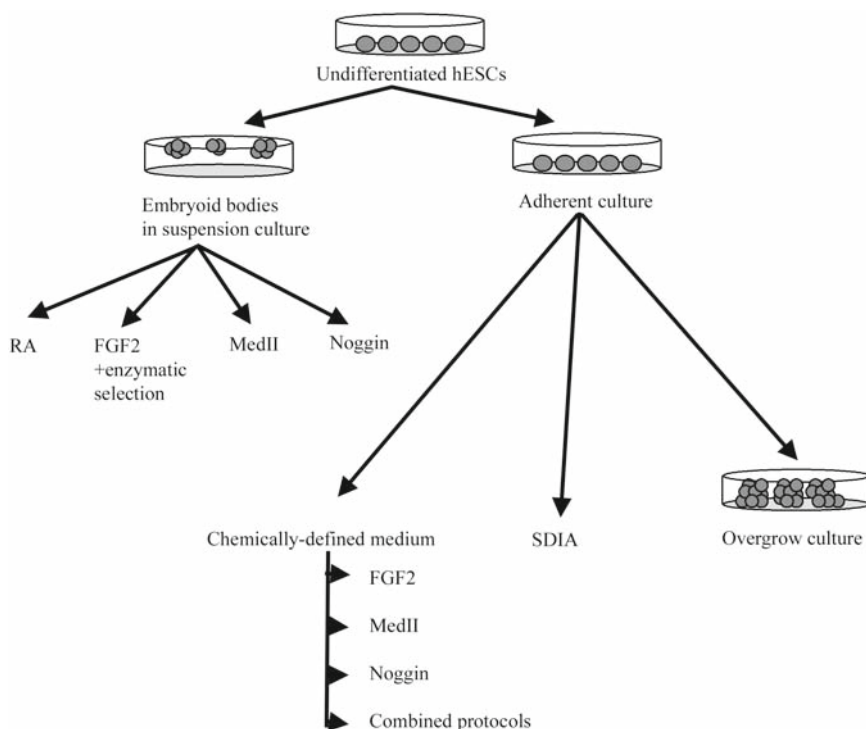 Undifferentiated hESCs
Embryoid bodies
in suspension culture
Adherent culture
RA
FGF2
+enzymatic
selection
MedII
Noggin
Chemically-defined medium
SDIA
Overgrow culture
FGF2
MedII
Noggin
Combined protocols